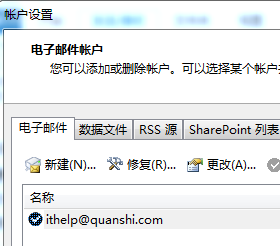 帐户设置
电子邮件帐户
您可以添加或删除帐户。可以选择某个帐户
电子邮件 数据文件 RSS 源 SharePoint 列表
新建(N)... 修复(R)... 更改(A)...
名称
ithelp@quanshi.com